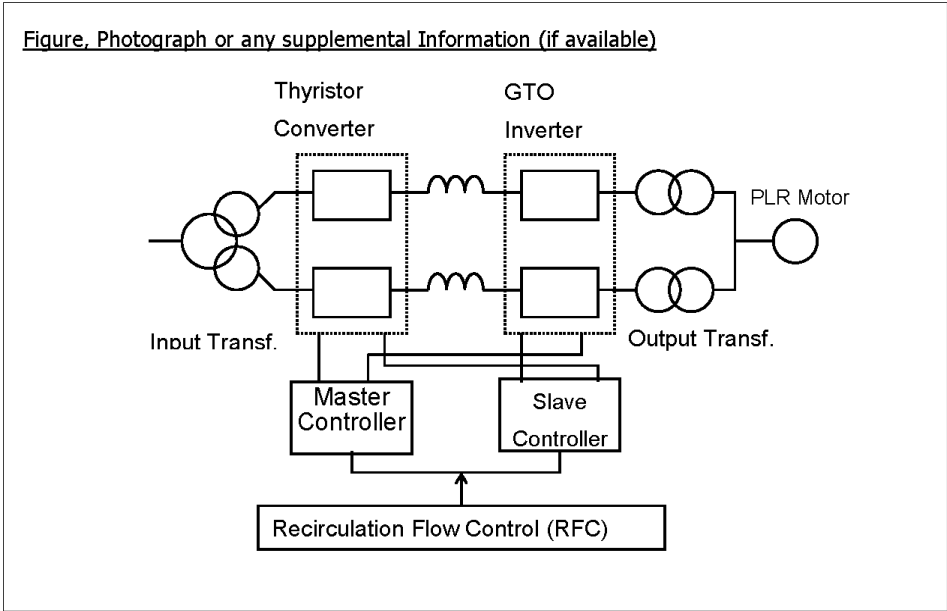 Figure, Photograph or any supplemental Information (if available)
Thyristor
Converter
GTO
Inverter
PLR Motor
Input Transf.
Output Transf.
Master
Controller
Slave
Controller
Recirculation Flow Control (RFC)